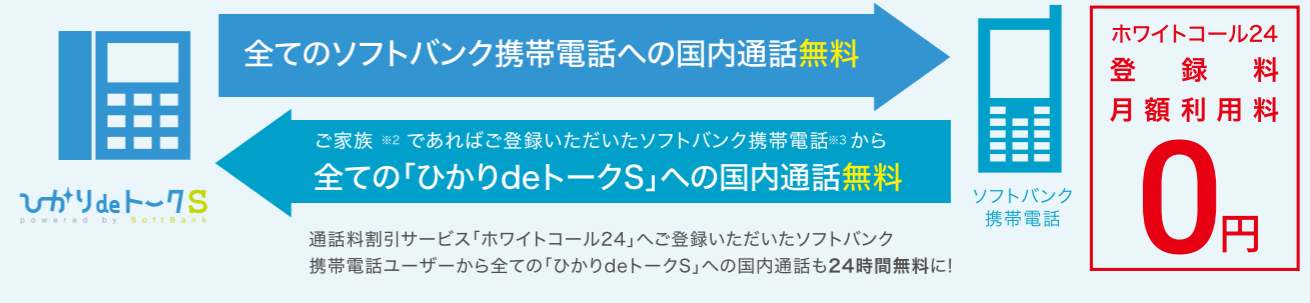 全てのソフトバンク携帯電話への国内通話無料
ご家族 ※2 であればご登録いただいたソフトバンク携帯電話※3から
全ての「ひかりdeトークS」への国内通話無料
ひかりdeトークS
powered by SoftBank
ソフトバンク
携帯電話
通話料割引サービス「ホワイトコール24」へご登録いただいたソフトバンク
携帯電話ユーザーから全ての「ひかりdeトークS」への国内通話も24時間無料に!
ホワイトコール24
登録料
月額利用料
0円